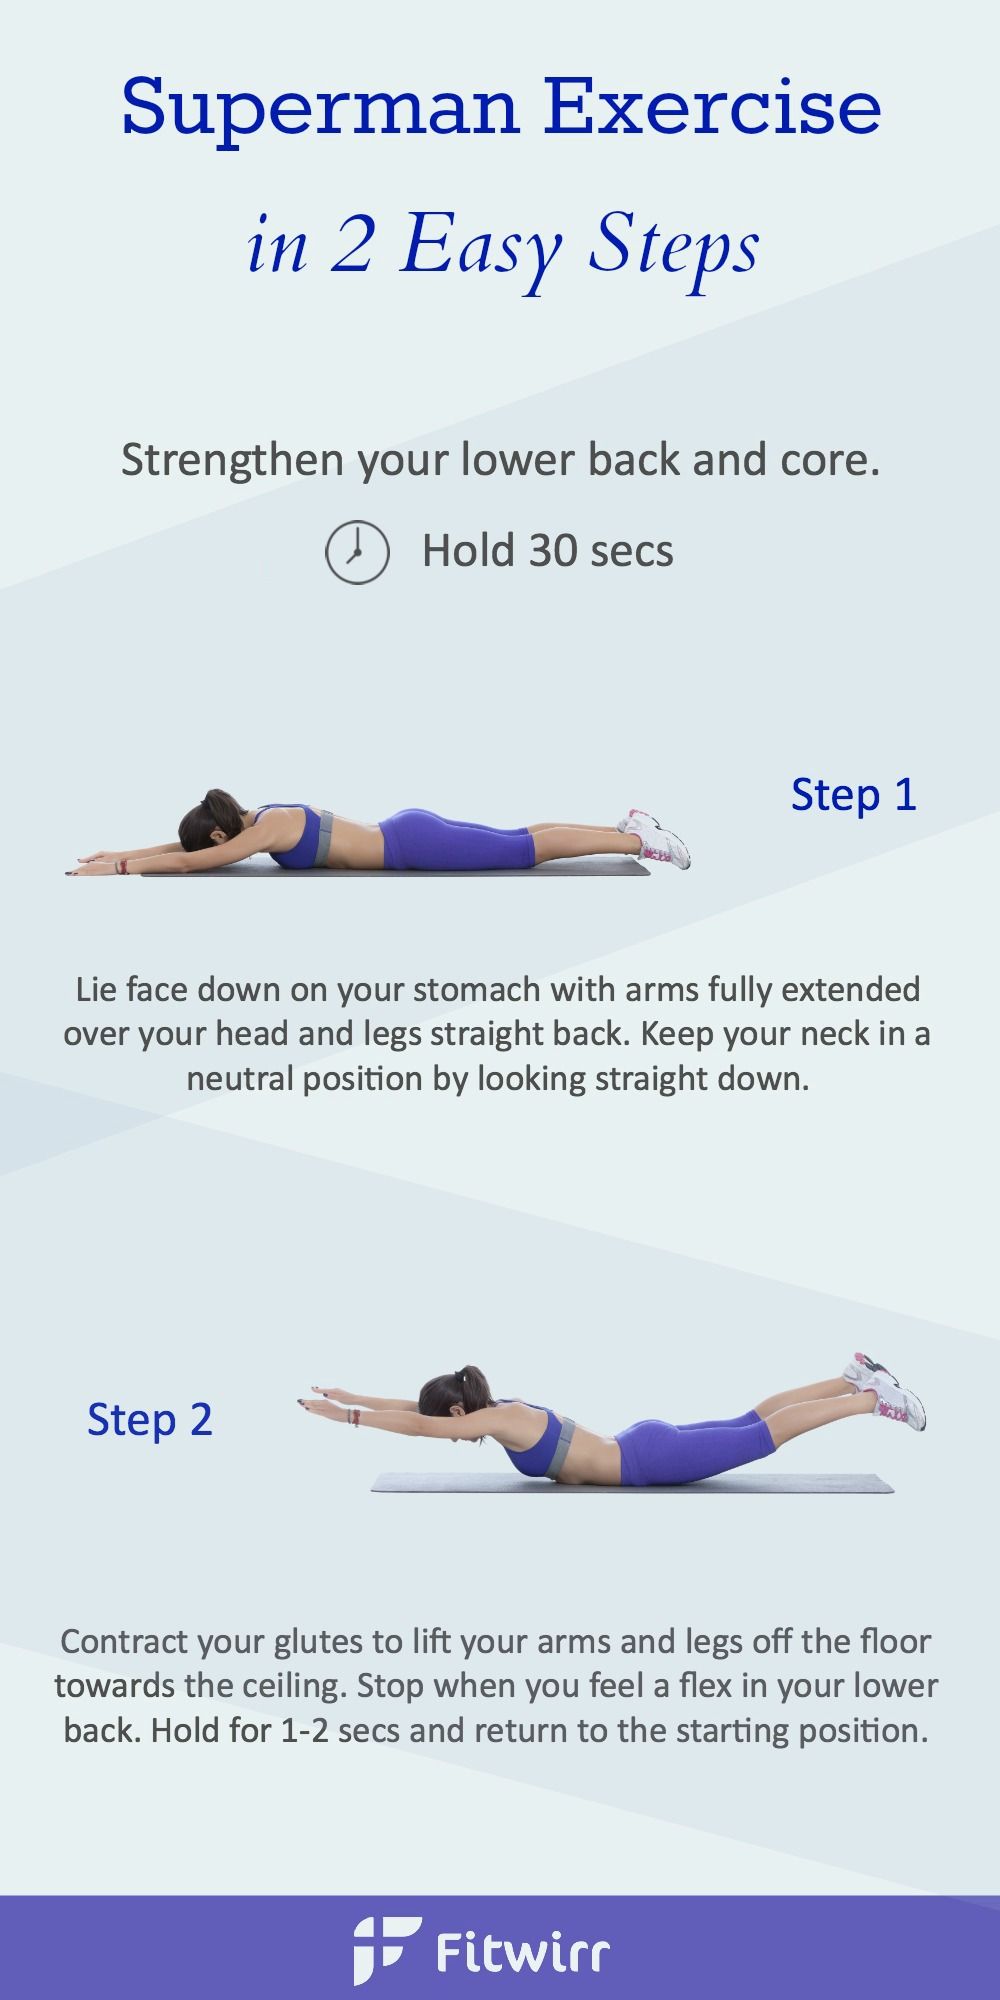 Superman Exercise
in 2 Easy Steps
Strengthen your lower back and core.
Hold 30 secs
Step 1
Lie face down on your stomach with arms fully extended
over your head and legs straight back. Keep your neck in a
neutral position by looking straight down.
Step 2
Contract your glutes to lift your arms and legs off the floor
towards the ceiling. Stop when you feel a flex in your lower
back. Hold for 1-2 secs and return to the starting position.
Fitwirr